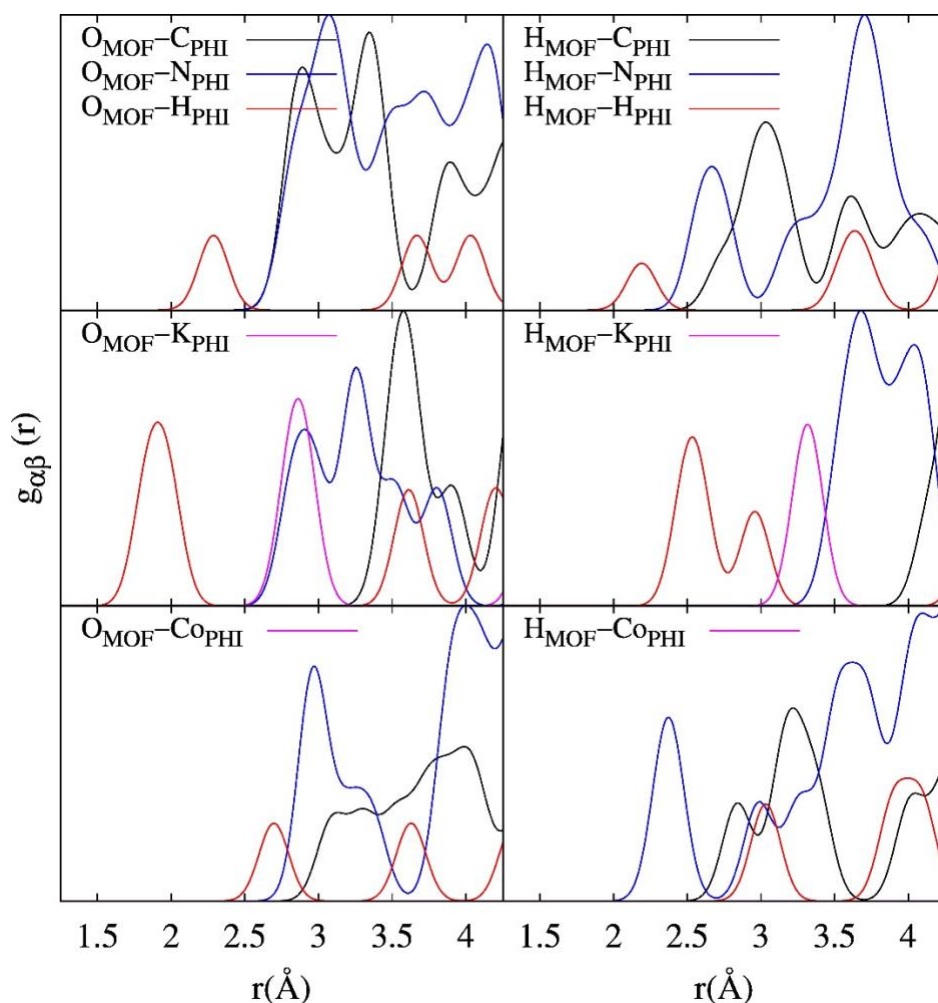 O_MOF–C_PHI
O_MOF–N_PHI
O_MOF–H_PHI
H_MOF–C_PHI
H_MOF–N_PHI
H_MOF–H_PHI
O_MOF–K_PHI
H_MOF–K_PHI
O_MOF–Co_PHI
H_MOF–Co_PHI
g_αβ (r)
1.5 2 2.5 3 3.5 4
1.5 2 2.5 3 3.5 4
r(Å)
r(Å)